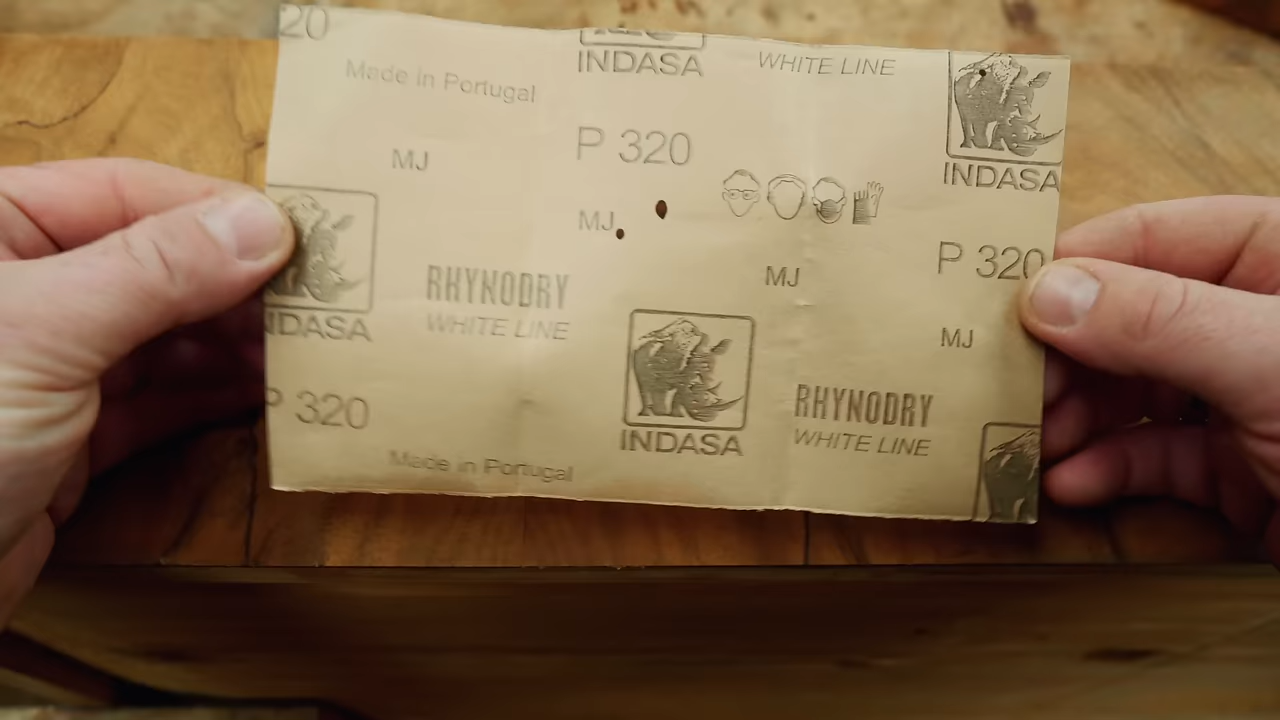 20
Made in Portugal
MJ
INDASA
P 320
Made in Portugal
RHYNODRY
WHITE LINE
INDASA
P 320
MJ
INDASA
WHITE LINE
MJ
RHYNODRY
WHITE LINE
INDASA
P 320
MJ